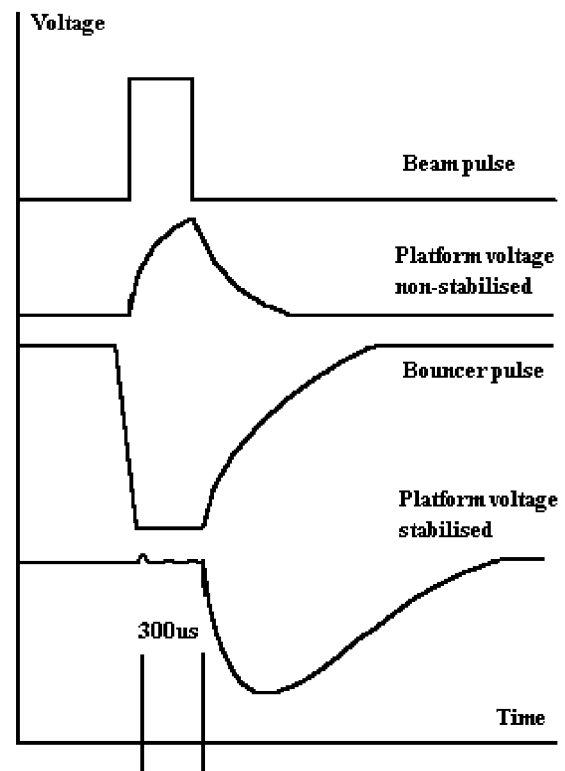 Voltage
Beam pulse
Platform voltage
non-stabilised
Bouncer pulse
Platform voltage
stabilised
300us
Time